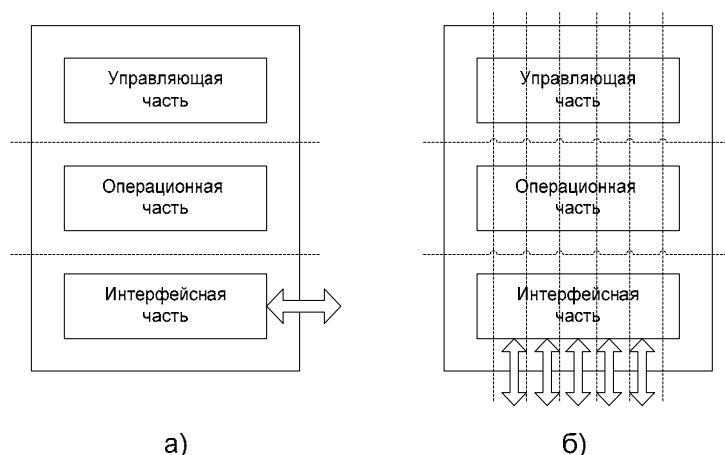 Управляющая
часть
Операционная
часть
Интерфейсная
часть
а)
Управляющая
часть
Операционная
часть
Интерфейсная
часть
б)